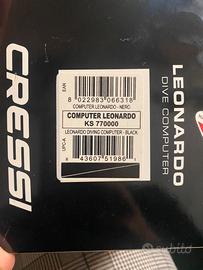 CRESSI
EAN
8 022983 066318
COMPUTER LEONARDO - NERO
COMPUTER LEONARDO
KS 770000
LEONARDO DIVING COMPUTER - BLACK
UPC-A
8 43607 51986 1
LEONARDO
DIVE COMPUTER
subito